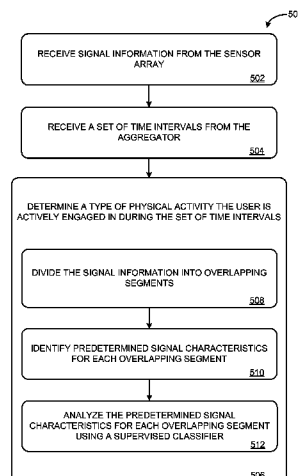 50
RECEIVE SIGNAL INFORMATION FROM THE SENSOR
ARRAY
502
RECEIVE A SET OF TIME INTERVALS FROM THE
AGGREGATOR
504
DETERMINE A TYPE OF PHYSICAL ACTIVITY THE USER IS
ACTIVELY ENGAGED IN DURING THE SET OF TIME INTERVALS
DIVIDE THE SIGNAL INFORMATION INTO OVERLAPPING
SEGMENTS
508
IDENTIFY PREDETERMINED SIGNAL CHARACTERISTICS
FOR EACH OVERLAPPING SEGMENT
510
ANALYZE THE PREDETERMINED SIGNAL
CHARACTERISTICS FOR EACH OVERLAPPING SEGMENT
USING A SUPERVISED CLASSIFIER
512
506